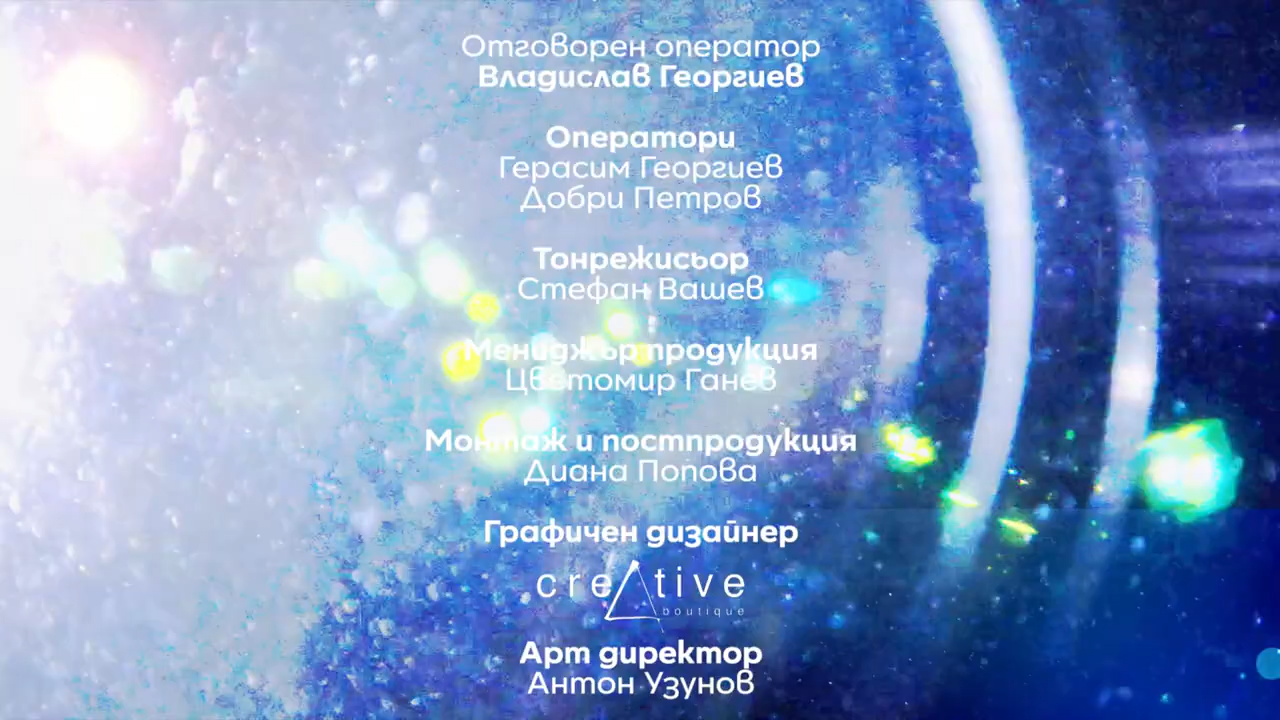 Отговорен оператор
Владислав Георгиев
Оператори
Герасим Георгиев
Добри Петров
Тонрежисьор
Стефан Вашев
Мениджър продукция
Цветомир Ганев
Монтаж и постпродукция
Диана Попова
Графичен дизайнер
creative
boutique
Арт директор
Антон Узунов